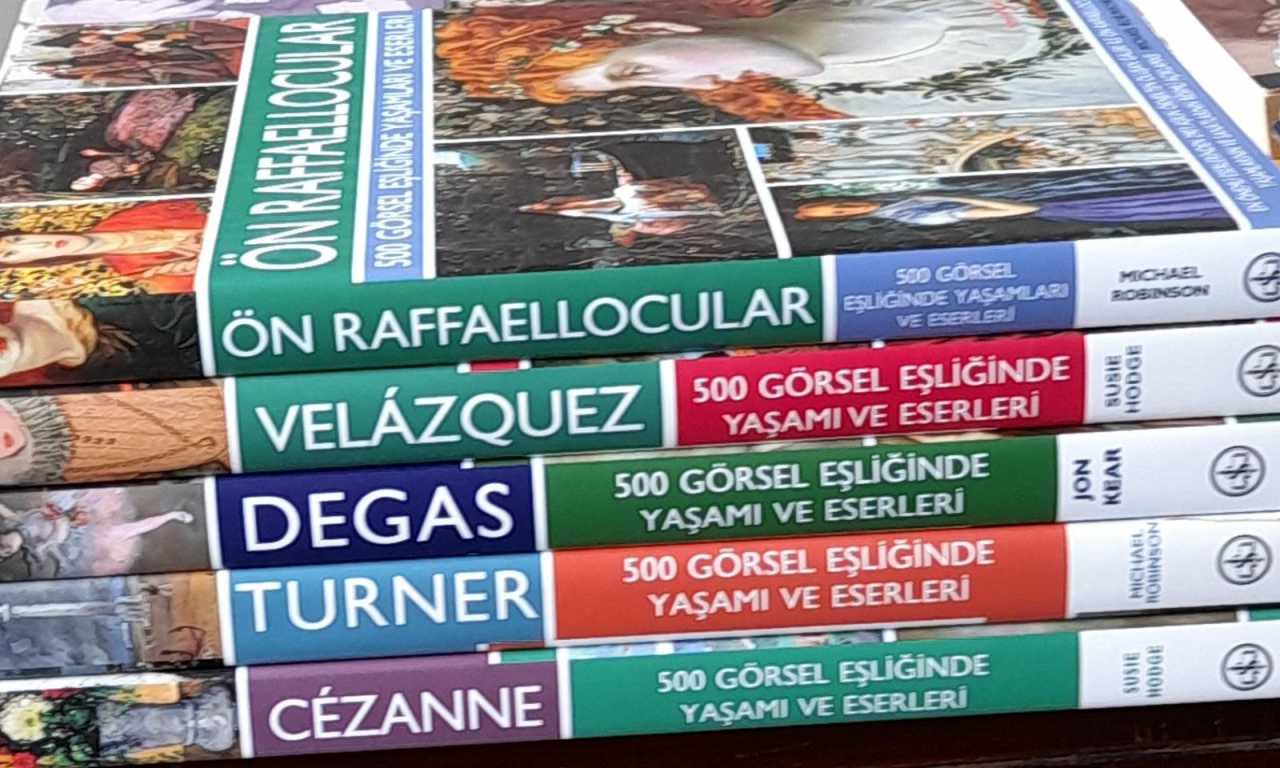 ÖN RAFFAELLOCULAR
500 GÖRSEL EŞLİĞİNDE YAŞAMLARI VE ESERLERİ
ÖN RAFFAELLOCULAR
500 GÖRSEL
EŞLİĞİNDE YAŞAMLARI
VE ESERLERİ
MICHAEL
ROBINSON
VELÁZQUEZ
500 GÖRSEL EŞLİĞİNDE
YAŞAMI VE ESERLERİ
SUSIE
HODGE
DEGAS
500 GÖRSEL EŞLİĞİNDE
YAŞAMI VE ESERLERİ
JON
KEAR
TURNER
500 GÖRSEL EŞLİĞİNDE
YAŞAMI VE ESERLERİ
MICHAEL
ROBINSON
CÉZANNE
500 GÖRSEL EŞLİĞİNDE
YAŞAMI VE ESERLERİ
SUSIE
HODGE